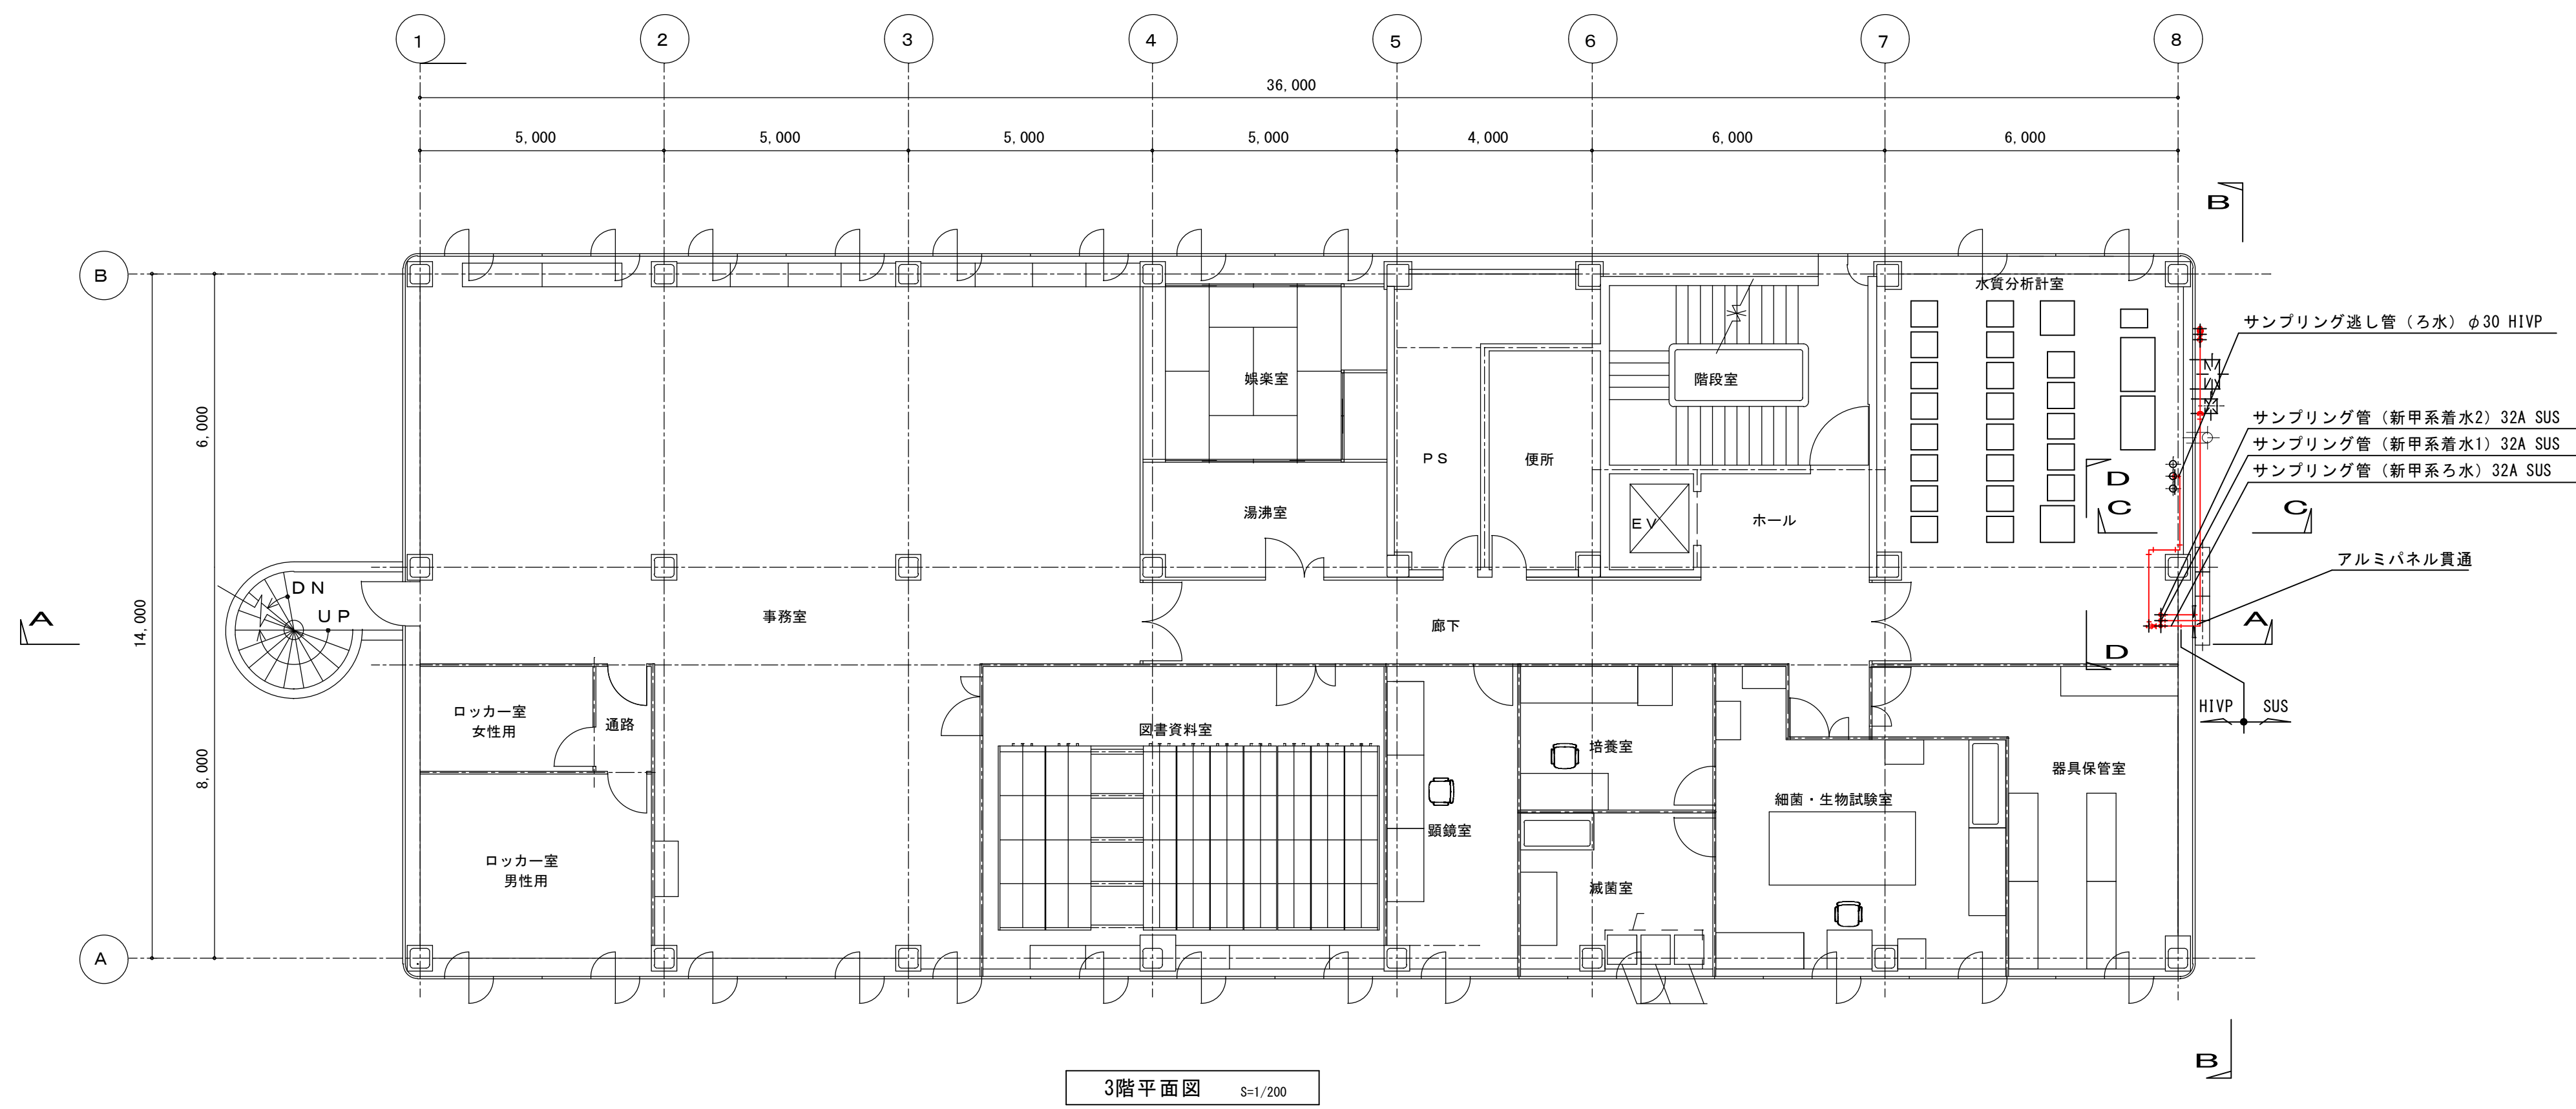 1
2
3
4
5
6
7
8
36,000
5,000
5,000
5,000
5,000
4,000
6,000
6,000
B
B
水質分析計室
サンプリング逃し管（ろ水）φ30 HIVP
娯楽室
階段室
6,000
サンプリング管（新甲系着水2）32A SUS
サンプリング管（新甲系着水1）32A SUS
サンプリング管（新甲系ろ水）32A SUS
PS
便所
D
C
C
湯沸室
EV
ホール
アルミパネル貫通
DN
UP
A
14,000
事務室
廊下
A
D
HIVP
SUS
ロッカー室
女性用
通路
図書資料室
培養室
8,000
器具保管室
細菌・生物試験室
顕鏡室
ロッカー室
男性用
滅菌室
A
B
3階平面図 S=1/200